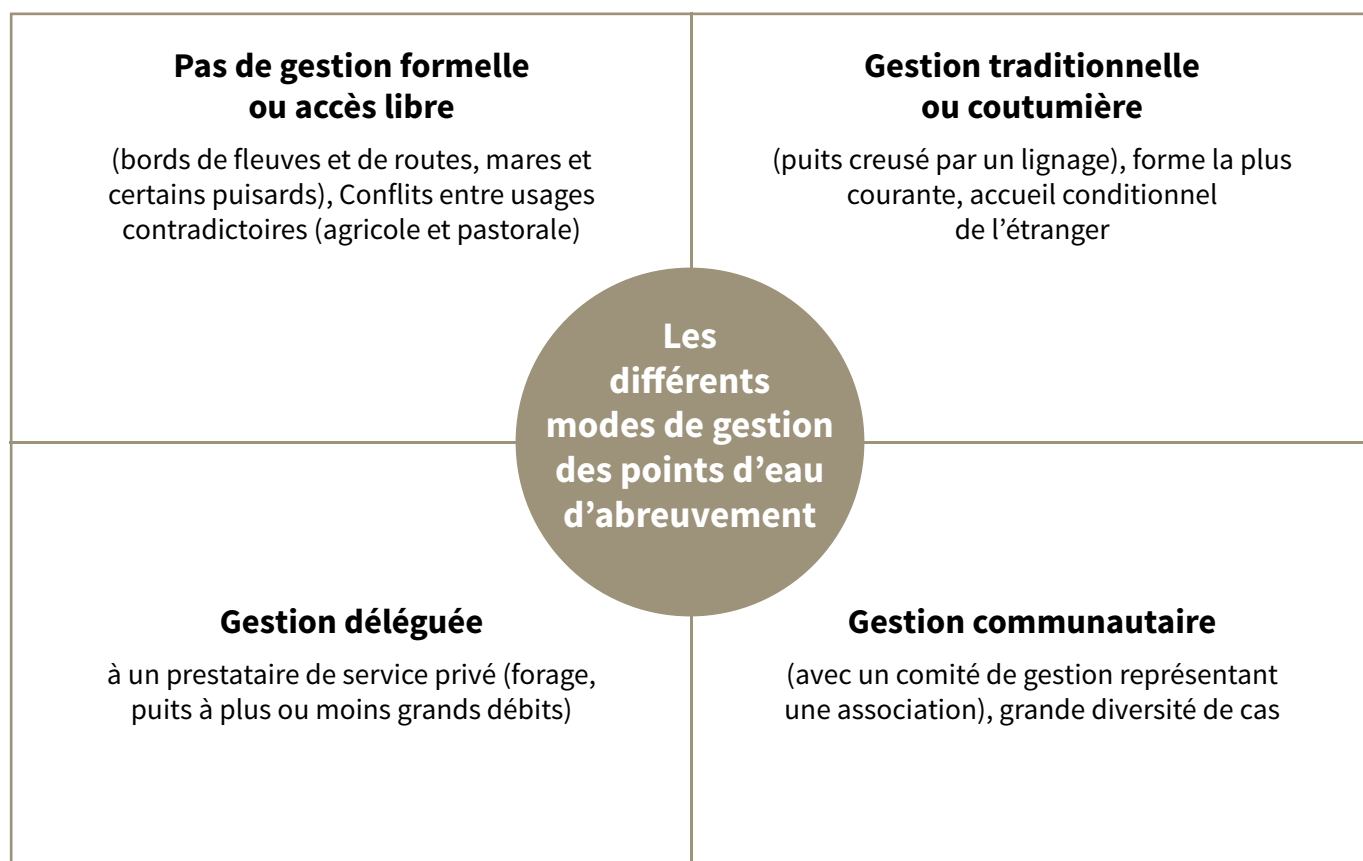 Pas de gestion formelle
ou accès libre
(bords de fleuves et de routes, mares et
certains puisards), Conflits entre usages
contradictoires (agricole et pastorale)
Gestion traditionnelle
ou coutumière
(puits creusé par un lignage), forme la plus
courante, accueil conditionnel
de l’étranger
Les
différents
modes de gestion
des points d’eau
d’abreuvement
Gestion déléguée
à un prestataire de service privé (forage,
puits à plus ou moins grands débits)
Gestion communautaire
(avec un comité de gestion représentant
une association), grande diversité de cas